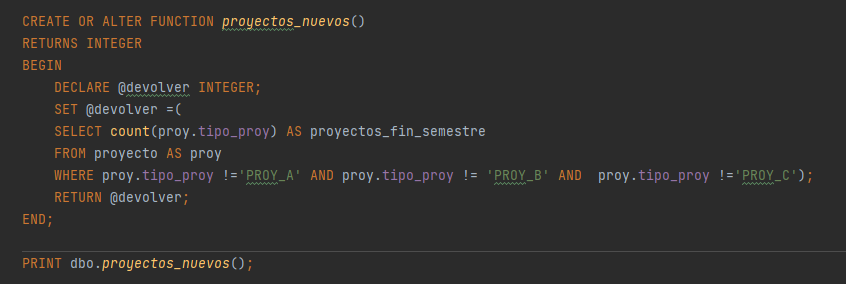 CREATE OR ALTER FUNCTION proyectos_nuevos()
RETURNS INTEGER
BEGIN
    DECLARE @devolver INTEGER;
    SET @devolver =(
    SELECT count(proy.tipo_proy) AS proyectos_fin_semestre
    FROM proyecto AS proy
    WHERE proy.tipo_proy !='PROY_A' AND proy.tipo_proy != 'PROY_B' AND  proy.tipo_proy !='PROY_C');
    RETURN @devolver;
END;
PRINT dbo.proyectos_nuevos();